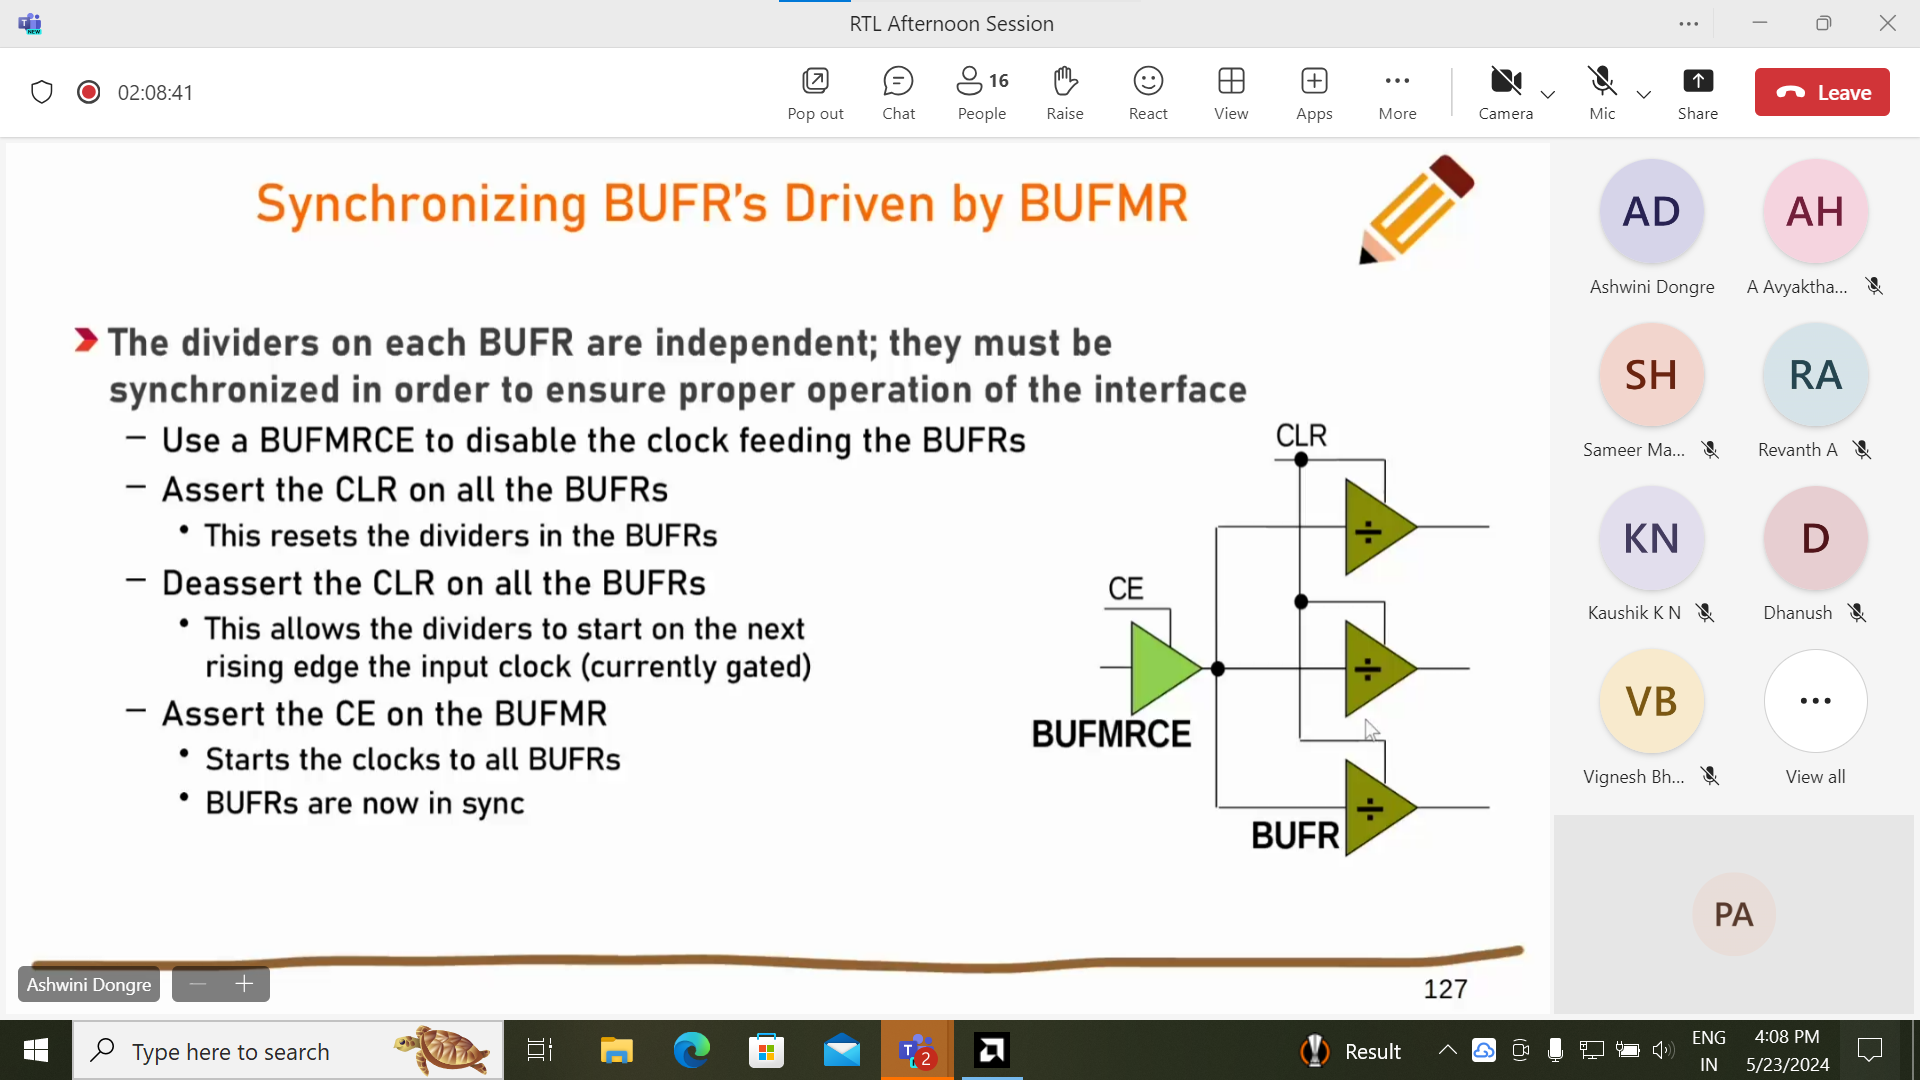 RTL Afternoon Session
NEW
02:08:41
Pop out
Chat
16
People
Raise
React
View
Apps
More
Camera
Mic
Share
Leave
Synchronizing BUFR's Driven by BUFMR
The dividers on each BUFR are independent; they must be
synchronized in order to ensure proper operation of the interface
– Use a BUFMRCE to disable the clock feeding the BUFRs
– Assert the CLR on all the BUFRs
• This resets the dividers in the BUFRs
– Deassert the CLR on all the BUFRs
• This allows the dividers to start on the next
rising edge the input clock (currently gated)
– Assert the CE on the BUFMR
• Starts the clocks to all BUFRs
• BUFRs are now in sync
CLR
÷
CE
÷
BUFMRCE
÷
BUFR
127
Ashwini Dongre
AD
Ashwini Dongre
AH
A Avyaktha...
SH
Sameer Ma...
RA
Revanth A
KN
Kaushik K N
D
Dhanush
VB
Vignesh Bh...
View all
PA
Type here to search
2
Result
ENG
IN
4:08 PM
5/23/2024